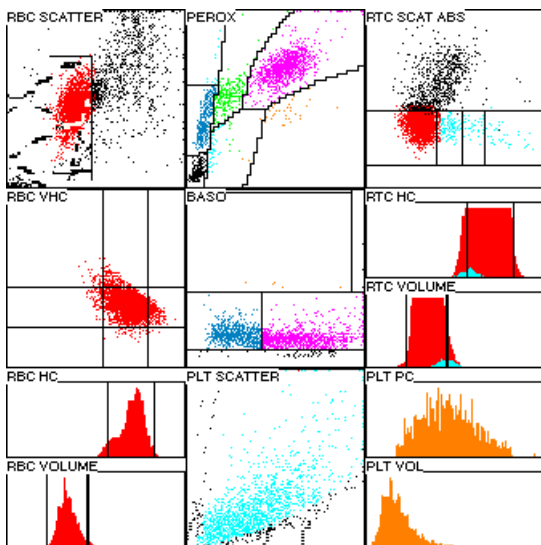 RBC SCATTER
PEROX
RTC SCAT ABS
RBC VHC
BASO
RTC HC
RTC VOLUME
RBC HC
PLT SCATTER
PLT PC
RBC VOLUME
PLT VOL